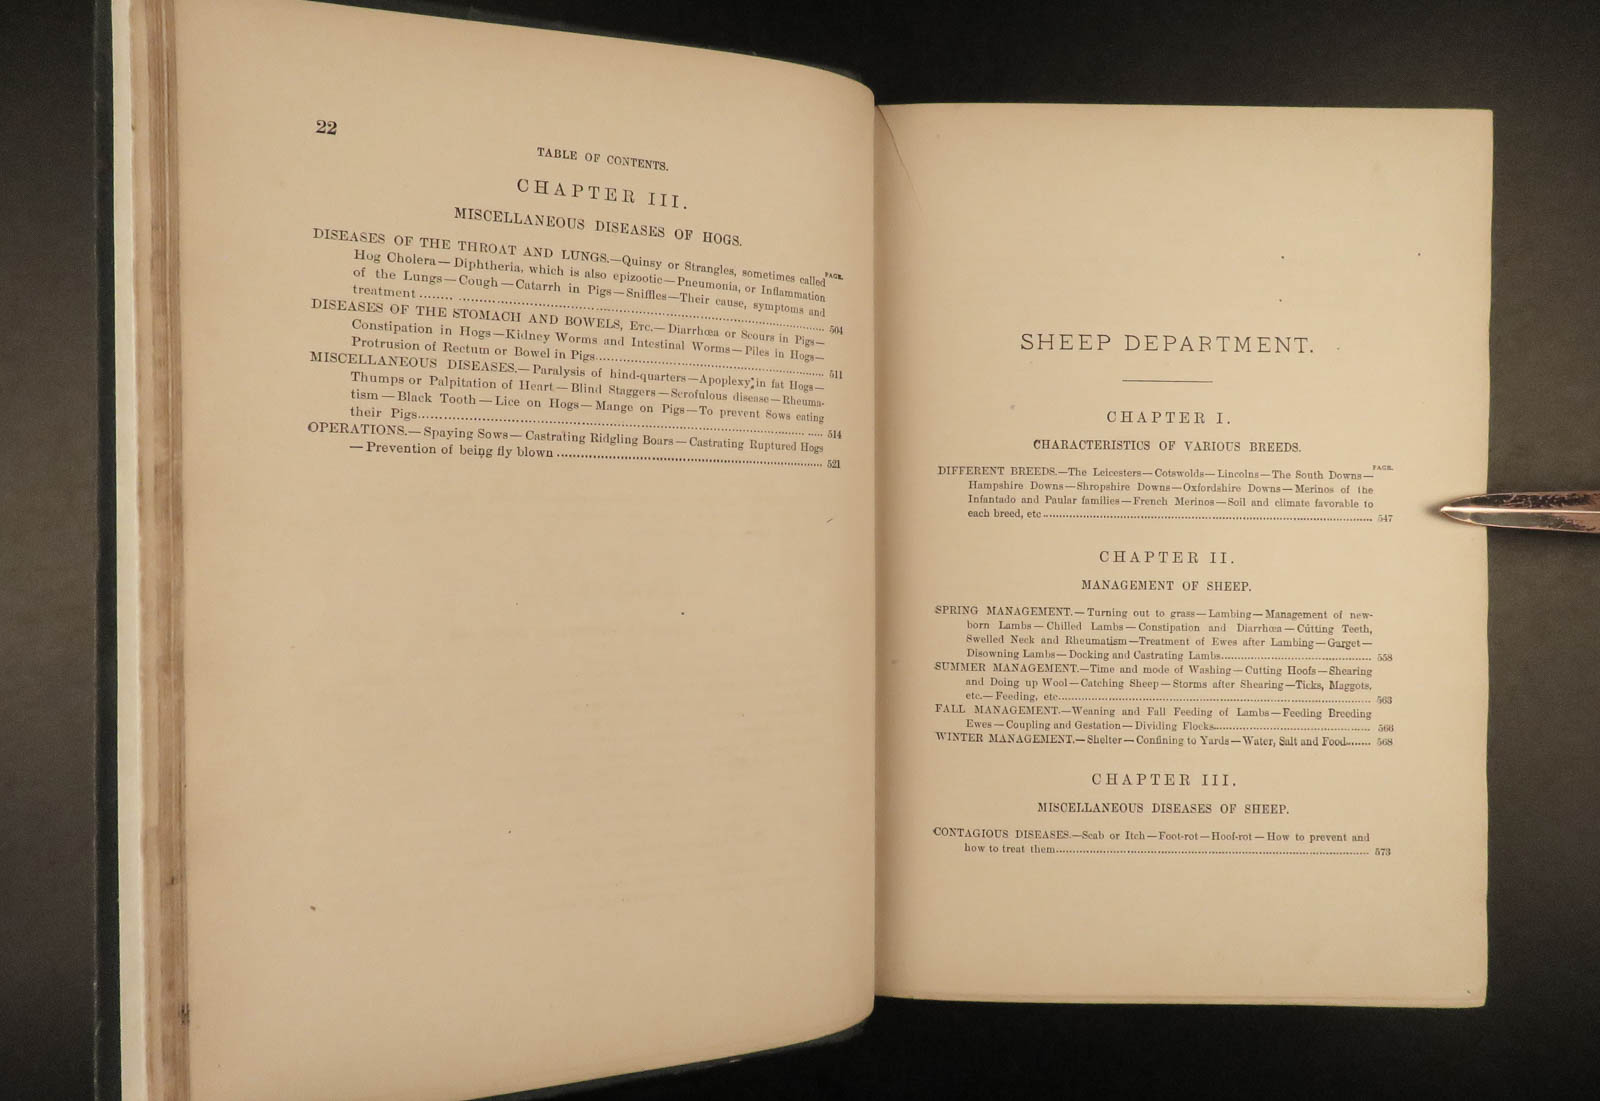 22
TABLE OF CONTENTS.
CHAPTER III.
MISCELLANEOUS DISEASES OF HOGS.
PAGE.
DISEASES OF THE THROAT AND LUNGS.—Quinsy or Strangles, sometimes called
Hog Cholera—Diphtheria, which is also epizootic—Pneumonia, or Inflammation
of the Lungs—Cough—Catarrh in Pigs—Sniffles—Their cause, symptoms and
treatment ........ 504
DISEASES OF THE STOMACH AND BOWELS, ETC.—Diarrhœa or Scours in Pigs—
Constipation in Hogs—Kidney Worms and Intestinal Worms—Piles in Hogs—
Protrusion of Rectum or Bowel in Pigs........ 511
MISCELLANEOUS DISEASES.—Paralysis of hind-quarters—Apoplexy in fat Hogs—
Thumps or Palpitation of Heart—Blind Staggers—Scrofulous disease—Rheuma-
tism—Black Tooth—Lice on Hogs—Mange on Pigs—To prevent Sows eating
their Pigs........ 514
OPERATIONS.—Spaying Sows—Castrating Ridgling Boars—Castrating Ruptured Hogs
—Prevention of being fly blown ........ 521
SHEEP DEPARTMENT.
CHAPTER I.
CHARACTERISTICS OF VARIOUS BREEDS.
PAGE.
DIFFERENT BREEDS.—The Leicesters—Cotswolds—Lincolns—The South Downs—
Hampshire Downs—Shropshire Downs—Oxfordshire Downs—Merinos of the
Infantado and Paular families—French Merinos—Soil and climate favorable to
each breed, etc........ 547
CHAPTER II.
MANAGEMENT OF SHEEP.
SPRING MANAGEMENT.—Turning out to grass—Lambing—Management of new-
born Lambs—Chilled Lambs—Constipation and Diarrhœa—Cutting Teeth,
Swelled Neck and Rheumatism—Treatment of Ewes after Lambing—Garget—
Disowning Lambs—Docking and Castrating Lambs........ 558
SUMMER MANAGEMENT.—Time and mode of Washing—Cutting Hoofs—Shearing
and Doing up Wool—Catching Sheep—Storms after Shearing—Ticks, Maggots,
etc.—Feeding, etc........ 563
FALL MANAGEMENT.—Weaning and Fall Feeding of Lambs—Feeding Breeding
Ewes—Coupling and Gestation—Dividing Flocks........ 566
WINTER MANAGEMENT.—Shelter—Confining to Yards—Water, Salt and Food....... 568
CHAPTER III.
MISCELLANEOUS DISEASES OF SHEEP.
CONTAGIOUS DISEASES.—Scab or Itch—Foot-rot—Hoof-rot—How to prevent and
how to treat them........ 573